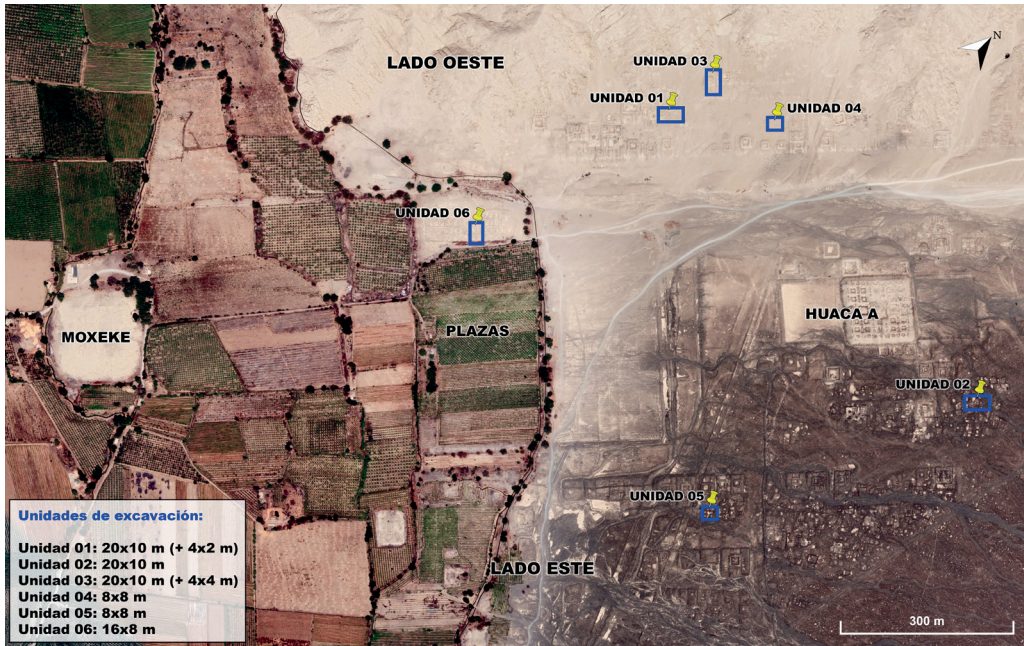 N
LADO OESTE
UNIDAD 03
UNIDAD 01
UNIDAD 04
UNIDAD 06
MOXEKE
PLAZAS
HUACA A
UNIDAD 02
UNIDAD 05
LADO ESTE
Unidades de excavación:
Unidad 01: 20x10 m (+ 4x2 m)
Unidad 02: 20x10 m
Unidad 03: 20x10 m (+ 4x4 m)
Unidad 04: 8x8 m
Unidad 05: 8x8 m
Unidad 06: 16x8 m
300 m